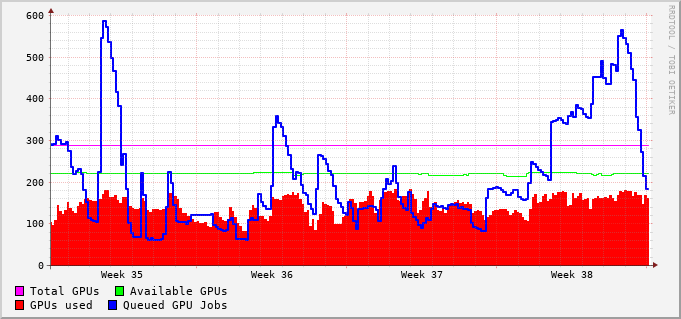 600
500
400
300
200
100
0
Week 35 Week 36 Week 37 Week 38
Total GPUs Available GPUs
GPUs used Queued GPU Jobs
RRDTOOL / TOBI OETIKER